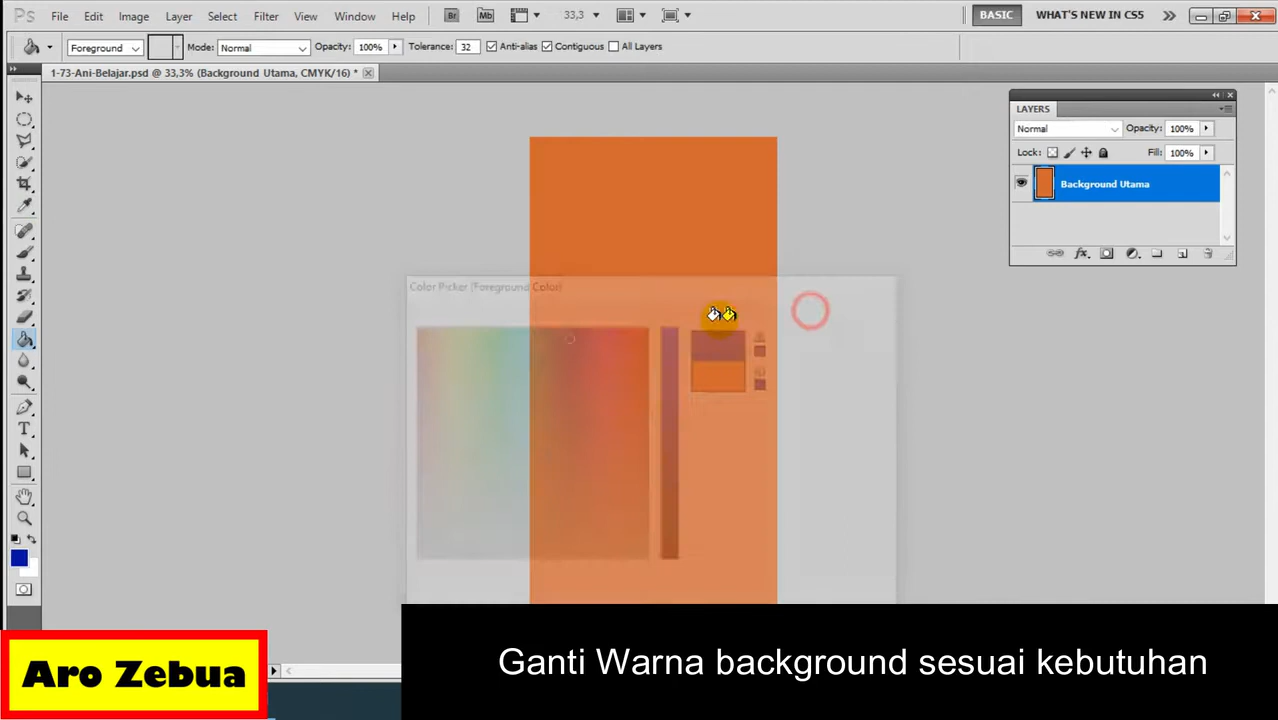 Ps File Edit Image Layer Select Filter View Window Help Br Mb 33,3 BASIC WHAT'S NEW IN CS5
Foreground Mode: Normal Opacity: 100% Tolerance: 32 Anti-alias Contiguous All Layers
1-73-Ani-Belajar.psd @ 33,3% (Background Utama, CMYK/16) *
LAYERS
Normal Opacity: 100%
Lock: Fill: 100%
Background Utama
fx
Color Picker (Foreground Color)
T
Aro Zebua
Ganti Warna background sesuai kebutuhan